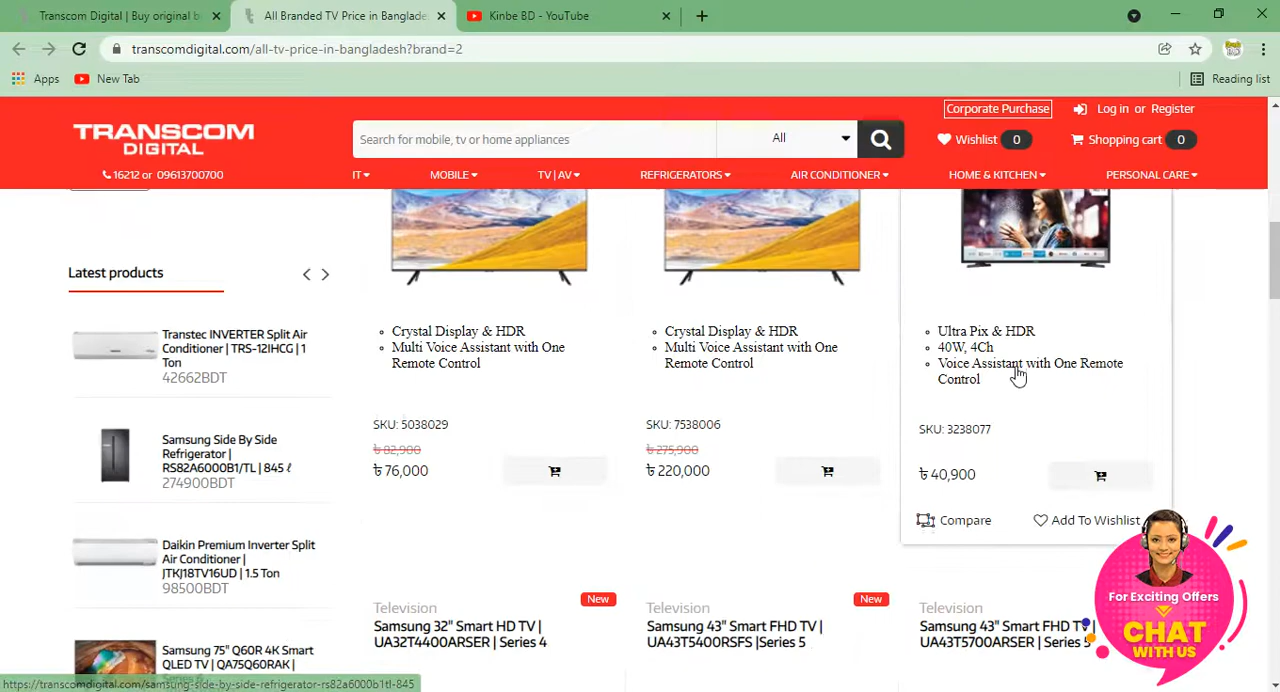 Transcom Digital | Buy original b
All Branded TV Price in Banglade
Kinbe BD - YouTube
transcomdigital.com/all-tv-price-in-bangladesh?brand=2
Apps
New Tab
Reading list
TRANSCOM
DIGITAL
Search for mobile, tv or home appliances
All
Corporate Purchase
Log in or Register
Wishlist 0
Shopping cart 0
16212 or 09613700700
IT
MOBILE
TV | AV
REFRIGERATORS
AIR CONDITIONER
HOME & KITCHEN
PERSONAL CARE
Latest products
Transtec INVERTER Split Air
Conditioner | TRS-12IHCG | 1
Ton
42662BDT
Samsung Side By Side
Refrigerator |
RS82A6000B1/TL | 845 ℓ
274900BDT
Daikin Premium Inverter Split
Air Conditioner |
JTKJ18TV16UD | 1.5 Ton
98500BDT
Samsung 75" Q60R 4K Smart
QLED TV | QA75Q60RAK |
Crystal Display & HDR
Multi Voice Assistant with One
Remote Control
SKU: 5038029
৳ 82,900
৳ 76,000
Crystal Display & HDR
Multi Voice Assistant with One
Remote Control
SKU: 7538006
৳ 275,900
৳ 220,000
Ultra Pix & HDR
40W, 4Ch
Voice Assistant with One Remote
Control
SKU: 3238077
৳ 40,900
Compare
Add To Wishlist
Television
New
Samsung 32" Smart HD TV |
UA32T4400ARSER | Series 4
Television
New
Samsung 43" Smart FHD TV |
UA43T5400RSFS |Series 5
Television
Samsung 43" Smart FHD TV |
UA43T5700ARSER | Series 5
For Exciting Offers
CHAT
WITH US
https://transcomdigital.com/samsung-side-by-side-refrigerator-rs82a6000b1tl-845